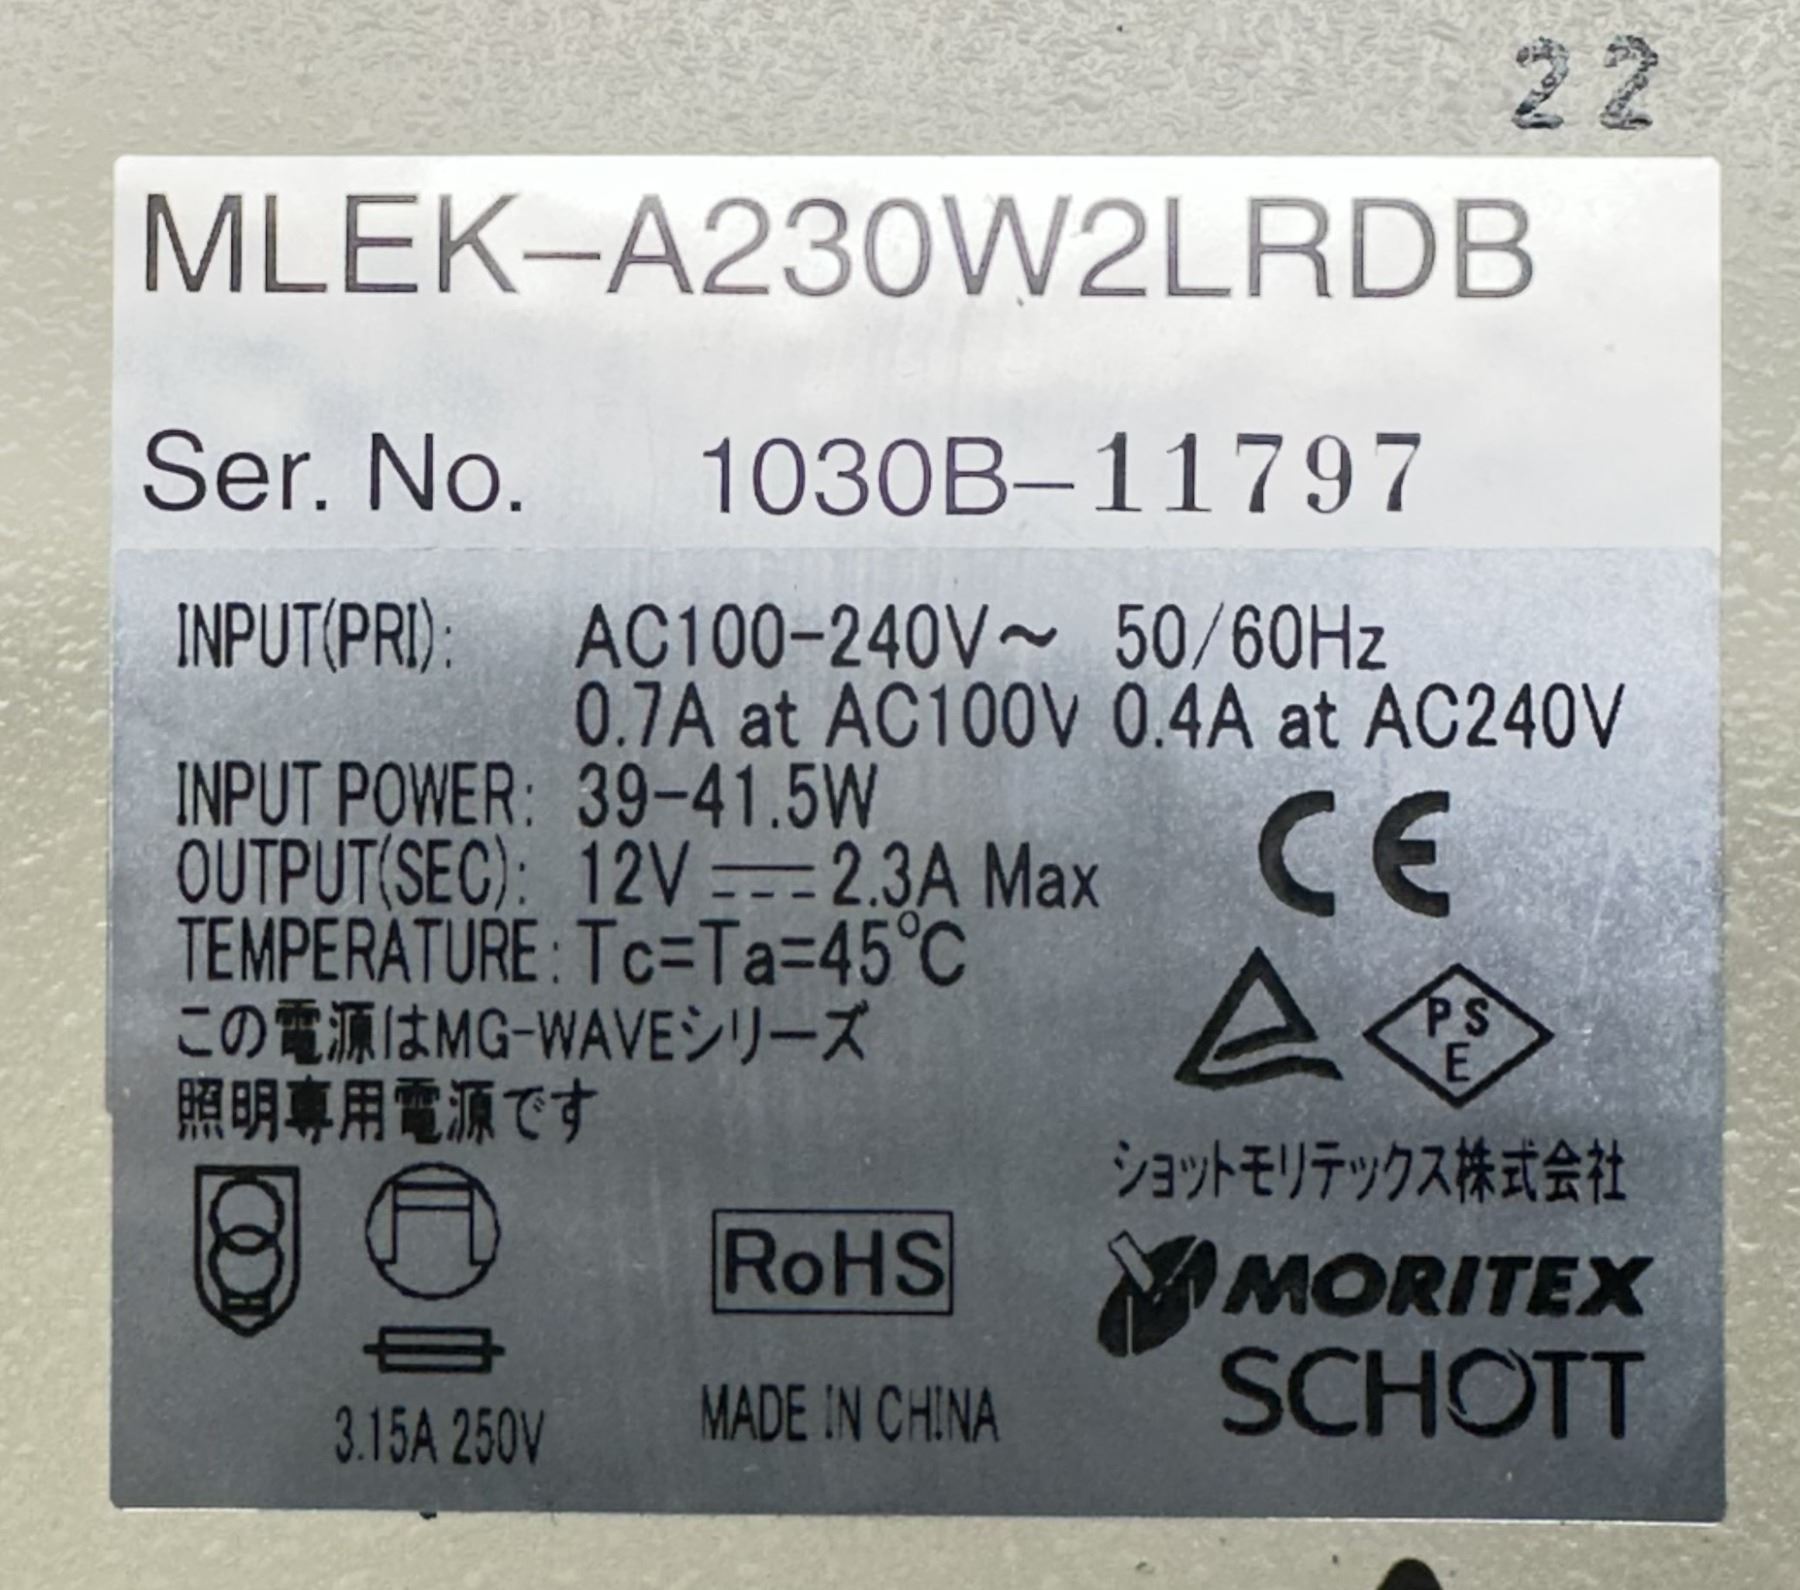 22
MLEK-A230W2LRDB
Ser. No. 1030B-11797
INPUT(PRI): AC100-240V～ 50/60Hz
0.7A at AC100V 0.4A at AC240V
INPUT POWER: 39-41.5W
OUTPUT(SEC): 12V ⎓ 2.3A Max
TEMPERATURE: Tc=Ta=45℃
この電源はMG-WAVEシリーズ
照明専用電源です
CE
PS
E
ショットモリテックス株式会社
RoHS
MORITEX
SCHOTT
3.15A 250V
MADE IN CHINA